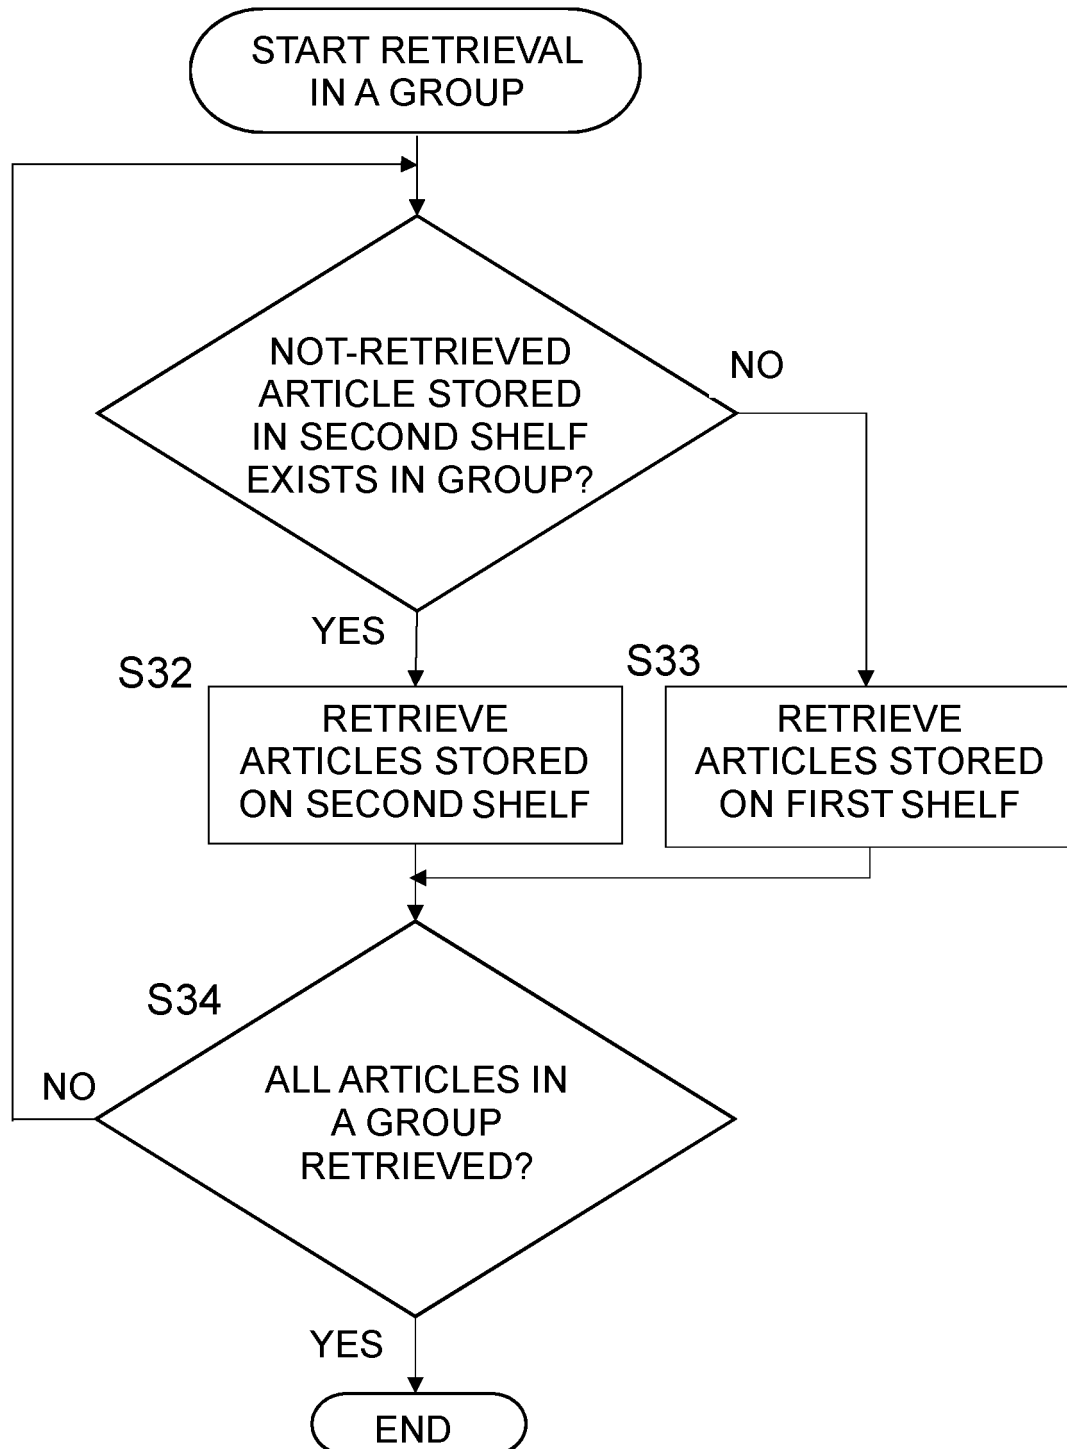 START RETRIEVAL
IN A GROUP
NOT-RETRIEVED
ARTICLE STORED
IN SECOND SHELF
EXISTS IN GROUP?
NO
YES
S32
S33
RETRIEVE
ARTICLES STORED
ON SECOND SHELF
RETRIEVE
ARTICLES STORED
ON FIRST SHELF
S34
NO
ALL ARTICLES IN
A GROUP
RETRIEVED?
YES
END